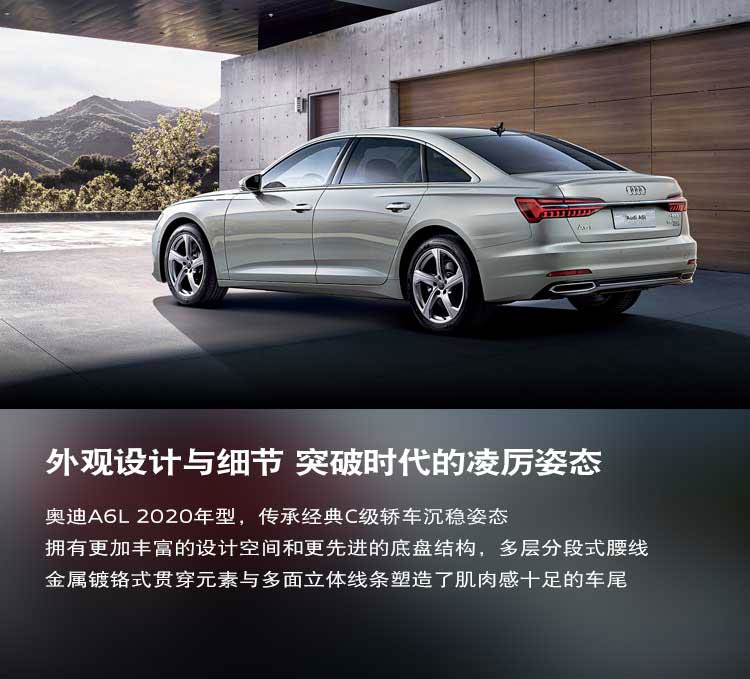 Audi A6L
外观设计与细节 突破时代的凌厉姿态
奥迪A6L 2020年型，传承经典C级轿车沉稳姿态
拥有更加丰富的设计空间和更先进的底盘结构，多层分段式腰线
金属镀铬式贯穿元素与多面立体线条塑造了肌肉感十足的车尾